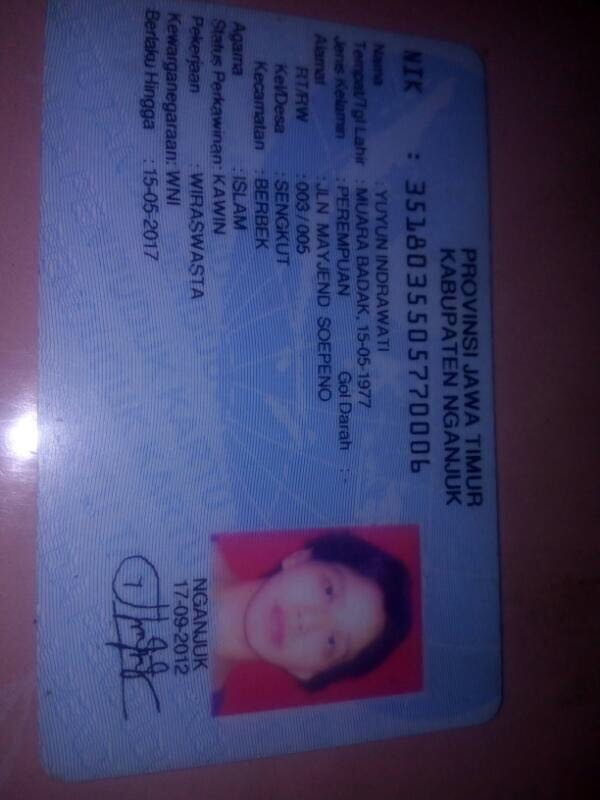 PROVINSI JAWA TIMUR
KABUPATEN NGANJUK
NIK : 3518035505770006
Nama : YUYUN INDRAWATI
Tempat/Tgl Lahir : MUARA BADAK, 15-05-1977
Jenis Kelamin : PEREMPUAN Gol Darah : -
Alamat : JLN MAYJEND SOEPENO
RT/RW : 003 / 005
Kel/Desa : SENGKUT
Kecamatan : BERBEK
Agama : ISLAM
Status Perkawinan: KAWIN
Pekerjaan : WIRASWASTA
Kewarganegaraan: WNI
Berlaku Hingga : 15-05-2017
NGANJUK
17-09-2012